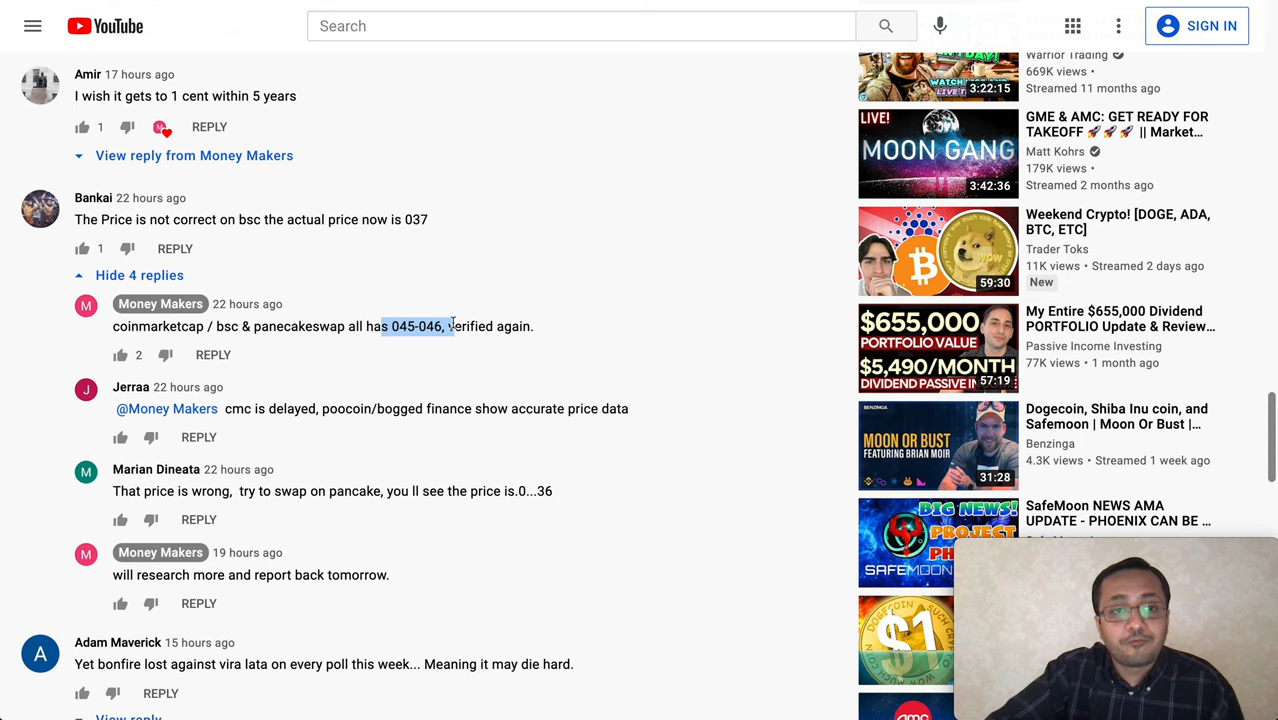 YouTube
Search
SIGN IN
Amir 17 hours ago
I wish it gets to 1 cent within 5 years
1 REPLY
View reply from Money Makers
Bankai 22 hours ago
The Price is not correct on bsc the actual price now is 037
1 REPLY
Hide 4 replies
M Money Makers 22 hours ago
coinmarketcap / bsc & panecakeswap all has 045-046, verified again.
2 REPLY
J Jerraa 22 hours ago
@Money Makers cmc is delayed, poocoin/bogged finance show accurate price data
REPLY
M Marian Dineata 22 hours ago
That price is wrong, try to swap on pancake, you ll see the price is.0...36
REPLY
M Money Makers 19 hours ago
will research more and report back tomorrow.
REPLY
A Adam Maverick 15 hours ago
Yet bonfire lost against vira lata on every poll this week... Meaning it may die hard.
REPLY
View reply
Warrior Trading
669K views •
Streamed 11 months ago
3:22:15
LIVE!
MOON GANG
3:42:36
GME & AMC: GET READY FOR
TAKEOFF 🚀🚀🚀 || Market...
Matt Kohrs
179K views •
Streamed 2 months ago
WOW
59:30
Weekend Crypto! [DOGE, ADA,
BTC, ETC]
Trader Toks
11K views • Streamed 2 days ago
New
$655,000
PORTFOLIO VALUE
$5,490/MONTH
57:19
My Entire $655,000 Dividend
PORTFOLIO Update & Review...
Passive Income Investing
77K views • 1 month ago
BENZINGA
MOON OR BUST
FEATURING BRIAN MOIR
31:28
Dogecoin, Shiba Inu coin, and
Safemoon | Moon Or Bust |...
Benzinga
4.3K views • Streamed 1 week ago
BIG NEWS!
PROJECT
SAFEMOON
SafeMoon NEWS AMA
UPDATE - PHOENIX CAN BE ...
$1
WOW
AMC